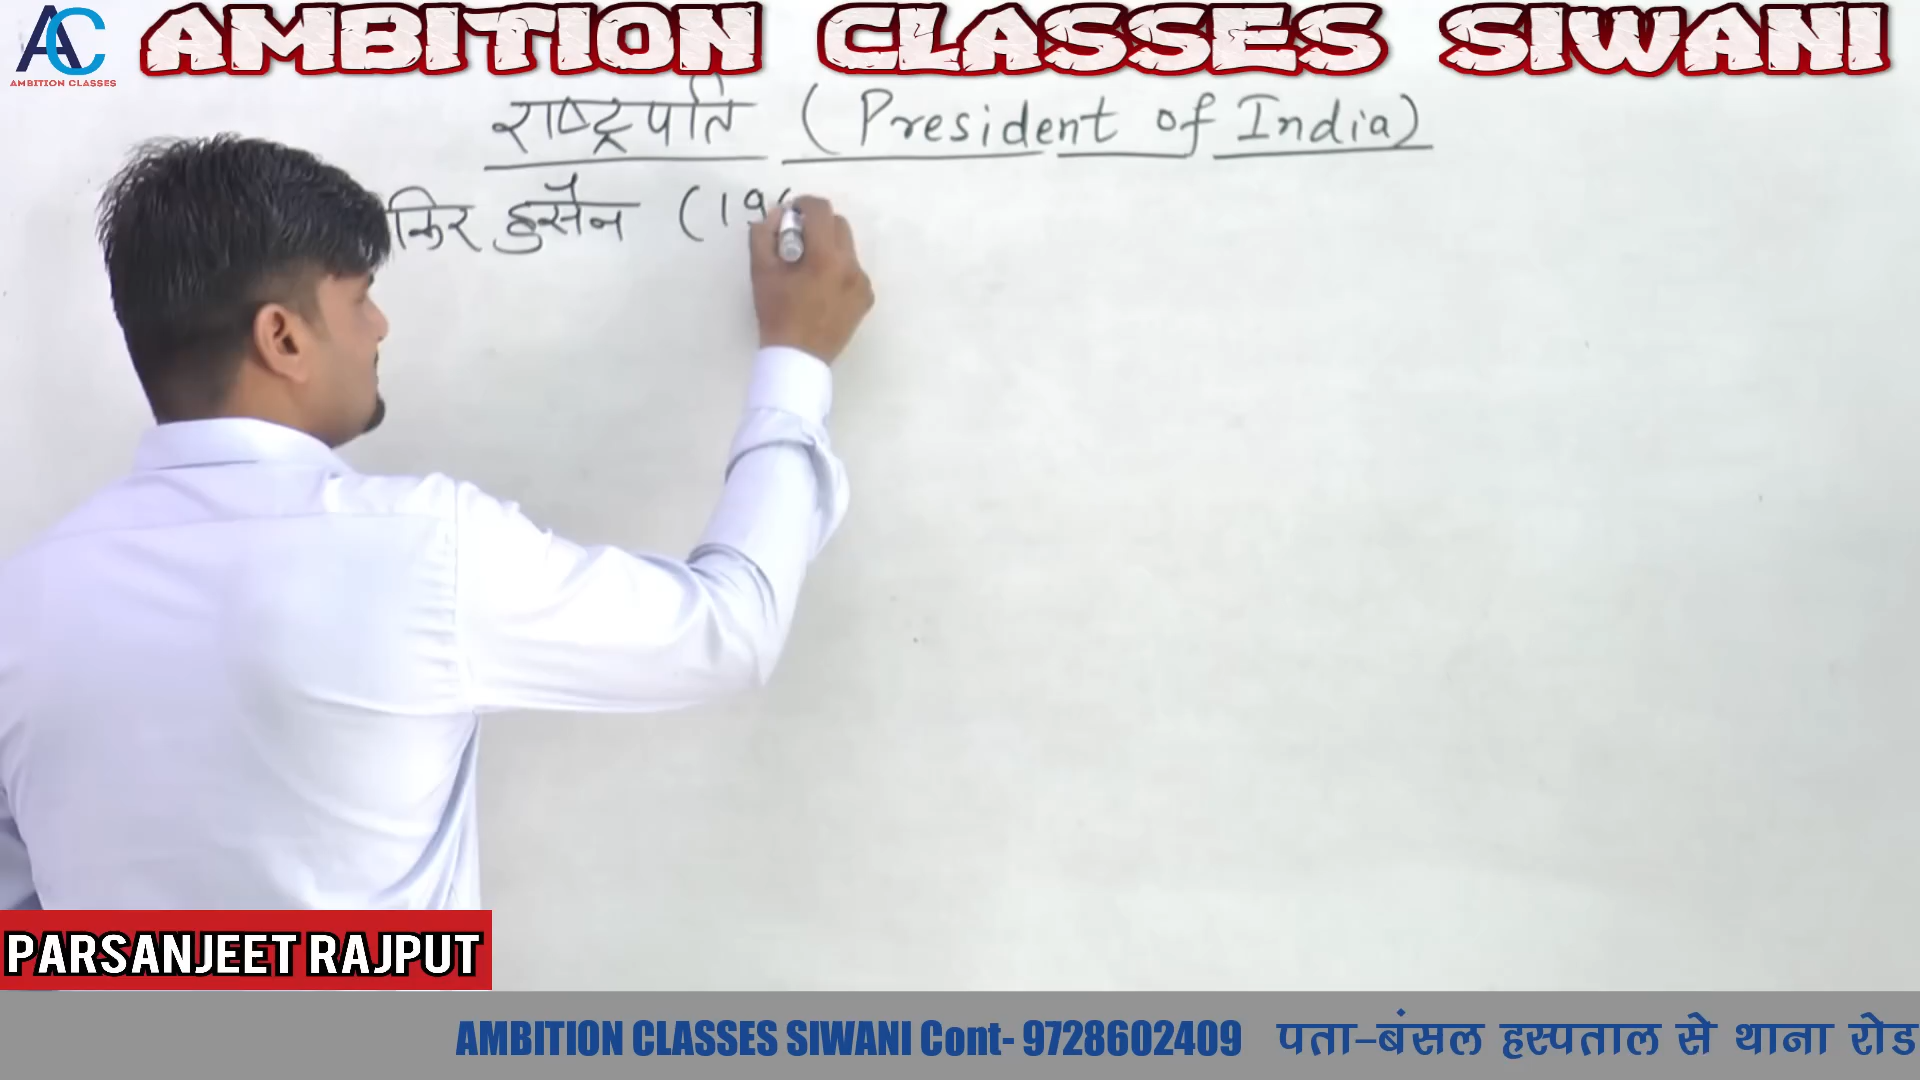 AC
AMBITION CLASSES
AMBITION CLASSES SIWANI
राष्ट्रपति ( President of India )
किर हुसैन ( 19
PARSANJEET RAJPUT
AMBITION CLASSES SIWANI Cont- 9728602409 पता-बंसल हस्पताल से थाना रोड